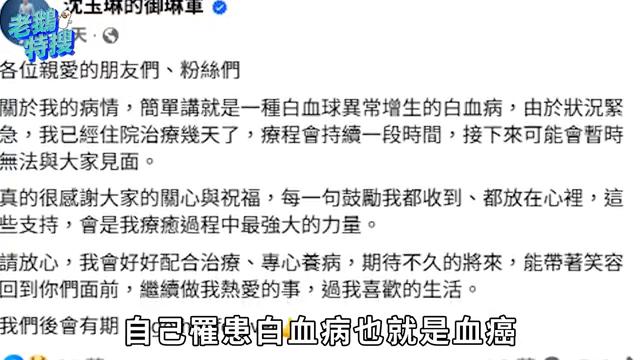 沈玉琳的御琳軍
老鵝
特搜
天
各位親愛的朋友們、粉絲們
關於我的病情，簡單講就是一種白血球異常增生的白血病，由於狀況緊
急，我已經住院治療幾天了，療程會持續一段時間，接下來可能會暫時
無法與大家見面。
真的很感謝大家的關心與祝福，每一句鼓勵我都收到、都放在心裡，這
些支持，會是我療癒過程中最強大的力量。
請放心，我會好好配合治療、專心養病，期待不久的將來，能帶著笑容
回到你們面前，繼續做我熱愛的事，過我喜歡的生活。
我們後會有期
自己罹患白血病也就是血癌